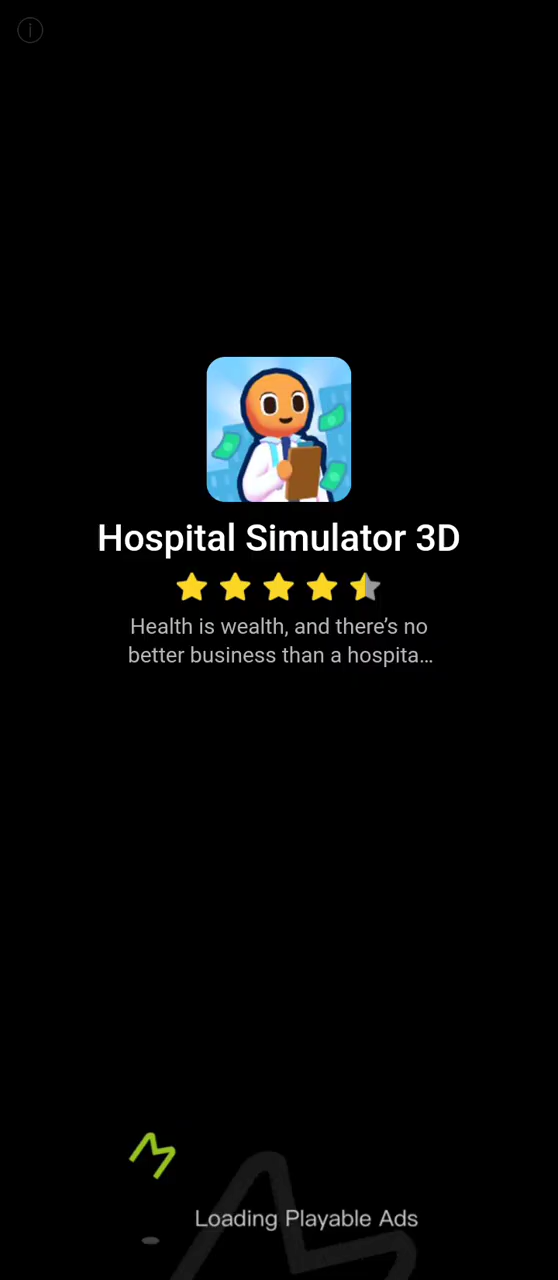 Hospital Simulator 3D
Health is wealth, and there’s no
better business than a hospita…
Loading Playable Ads